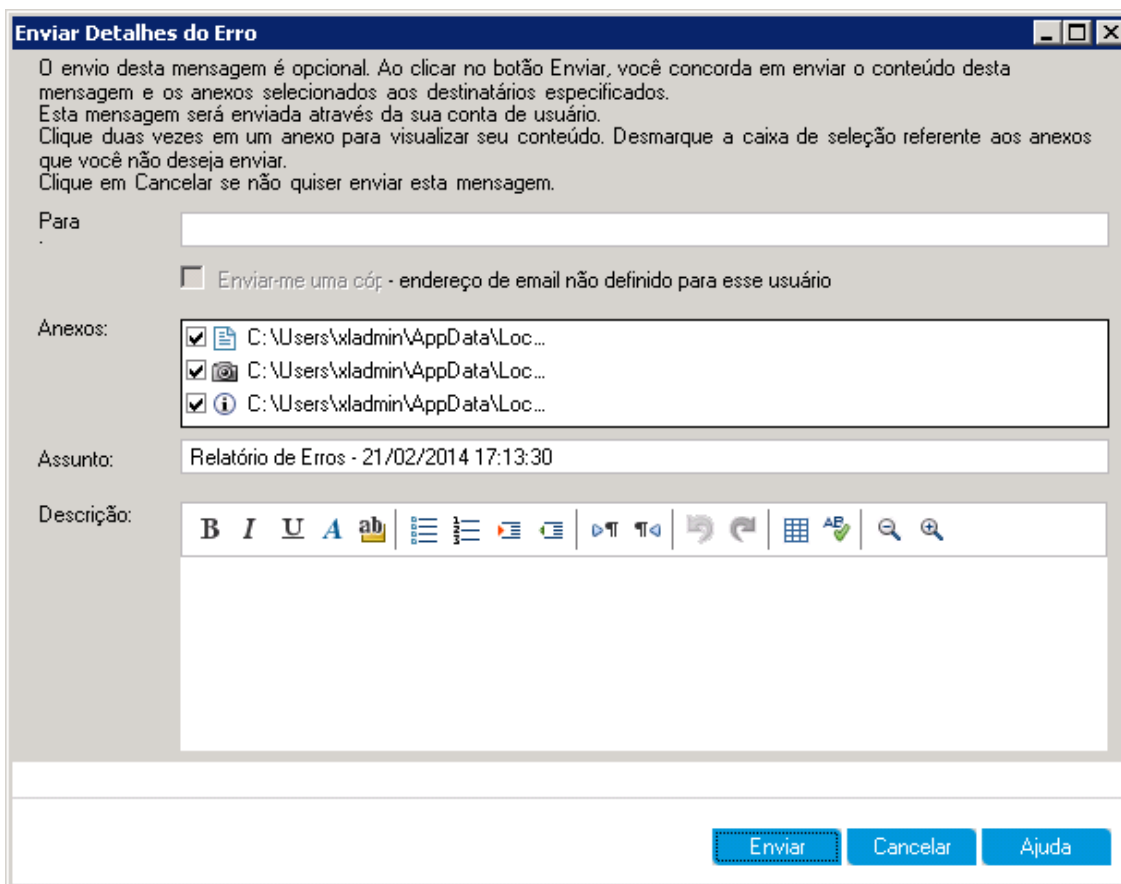 Enviar Detalhes do Erro
O envio desta mensagem é opcional. Ao clicar no botão Enviar, você concorda em enviar o conteúdo desta
mensagem e os anexos selecionados aos destinatários especificados.
Esta mensagem será enviada através da sua conta de usuário.
Clique duas vezes em um anexo para visualizar seu conteúdo. Desmarque a caixa de seleção referente aos anexos
que você não deseja enviar.
Clique em Cancelar se não quiser enviar esta mensagem.
Para
Enviar-me uma cóp - endereço de email não definido para esse usuário
Anexos:
C:\Users\xladmin\AppData\Loc...
C:\Users\xladmin\AppData\Loc...
C:\Users\xladmin\AppData\Loc...
Assunto: Relatório de Erros - 21/02/2014 17:13:30
Descrição:
B I U A ab
Enviar Cancelar Ajuda